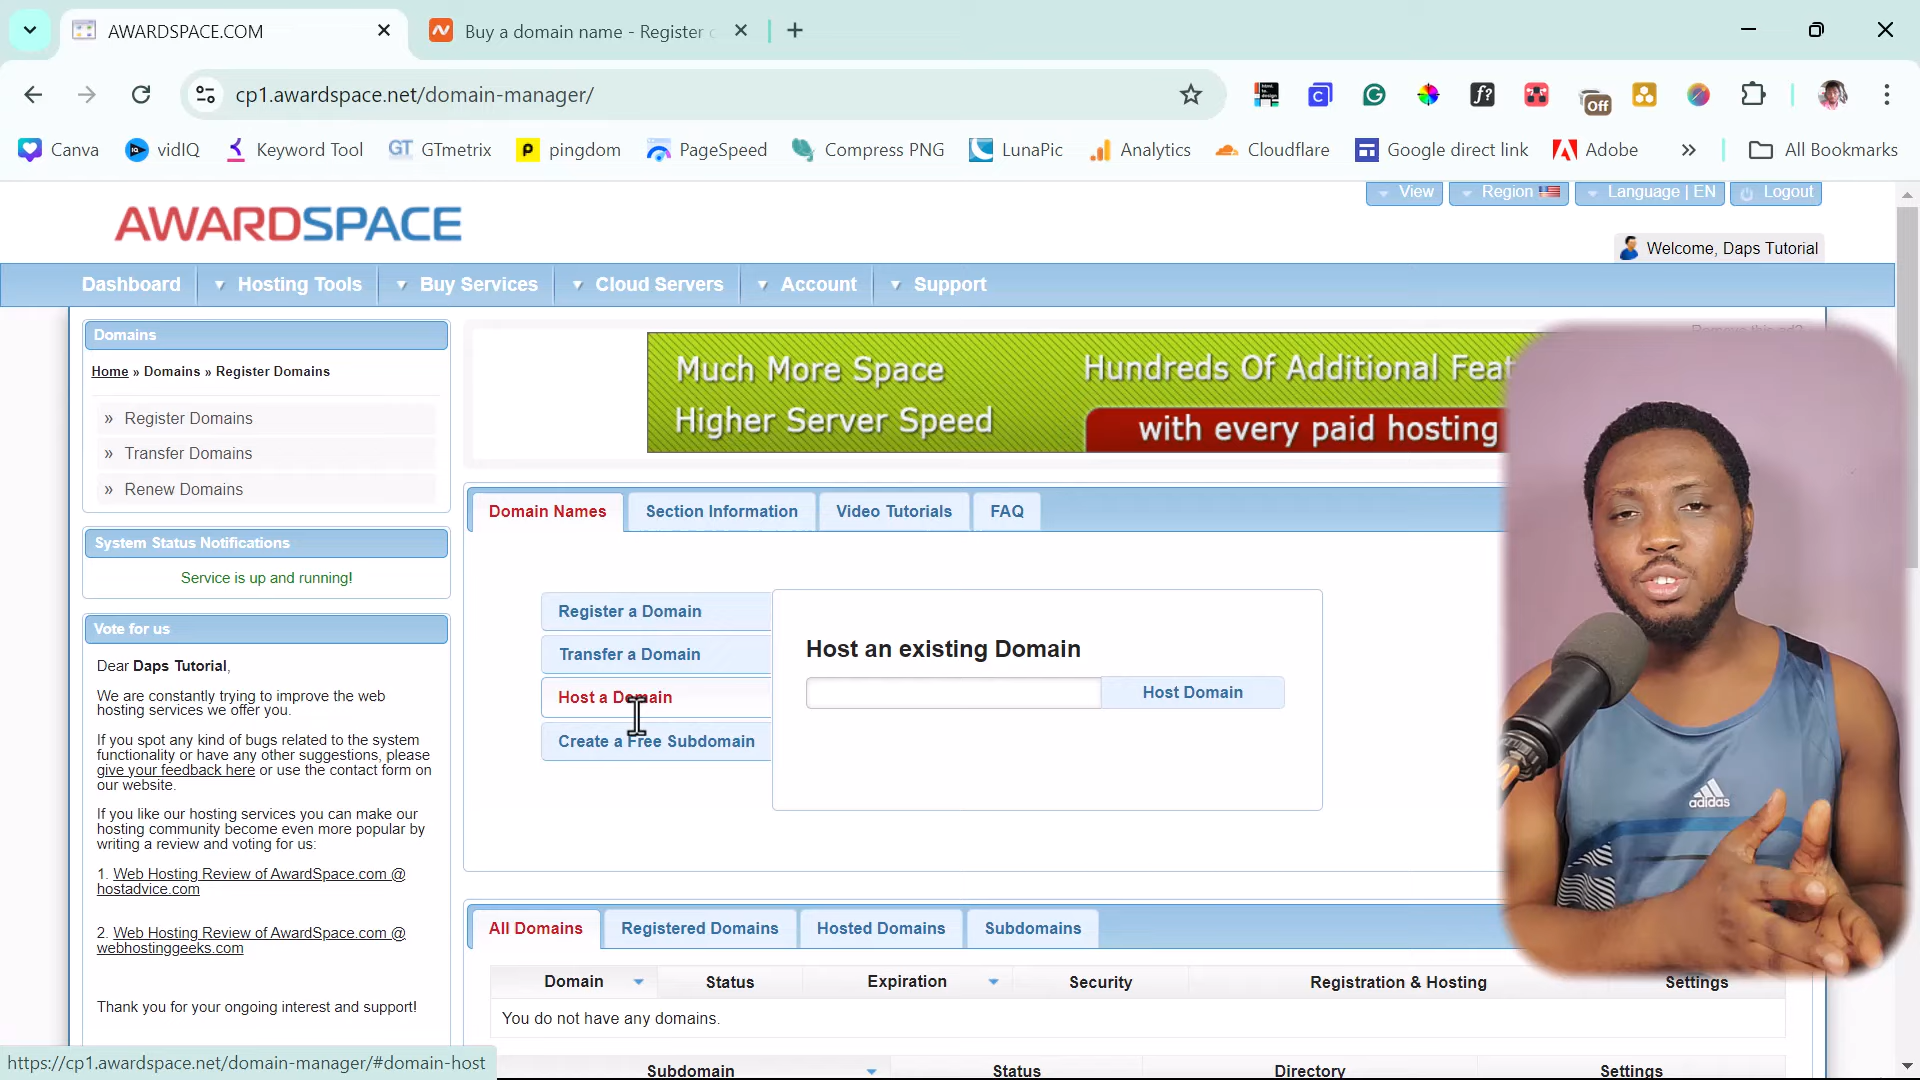 AWARDSPACE.COM
Buy a domain name - Register
cp1.awardspace.net/domain-manager/
Off
Canva
vidIQ
Keyword Tool
GT GTmetrix
pingdom
PageSpeed
Compress PNG
LunaPic
Analytics
Cloudflare
Google direct link
Adobe
»
All Bookmarks
View
Region
Language | EN
Logout
AWARDSPACE
Welcome, Daps Tutorial
Dashboard
Hosting Tools
Buy Services
Cloud Servers
Account
Support
Domains
Home » Domains » Register Domains
» Register Domains
» Transfer Domains
» Renew Domains
System Status Notifications
Service is up and running!
Vote for us
Dear Daps Tutorial,
We are constantly trying to improve the web
hosting services we offer you.
If you spot any kind of bugs related to the system
functionality or have any other suggestions, please
give your feedback here or use the contact form on
our website.
If you like our hosting services you can make our
hosting community become even more popular by
writing a review and voting for us:
1. Web Hosting Review of AwardSpace.com @
hostadvice.com
2. Web Hosting Review of AwardSpace.com @
webhostinggeeks.com
Thank you for your ongoing interest and support!
Much More Space
Higher Server Speed
Hundreds Of Additional Feat
with every paid hosting
Domain Names
Section Information
Video Tutorials
FAQ
Register a Domain
Transfer a Domain
Host a Domain
Create a Free Subdomain
Host an existing Domain
Host Domain
adidas
All Domains
Registered Domains
Hosted Domains
Subdomains
Domain
Status
Expiration
Security
Registration & Hosting
Settings
You do not have any domains.
Subdomain
Status
Directory
Settings
https://cp1.awardspace.net/domain-manager/#domain-host